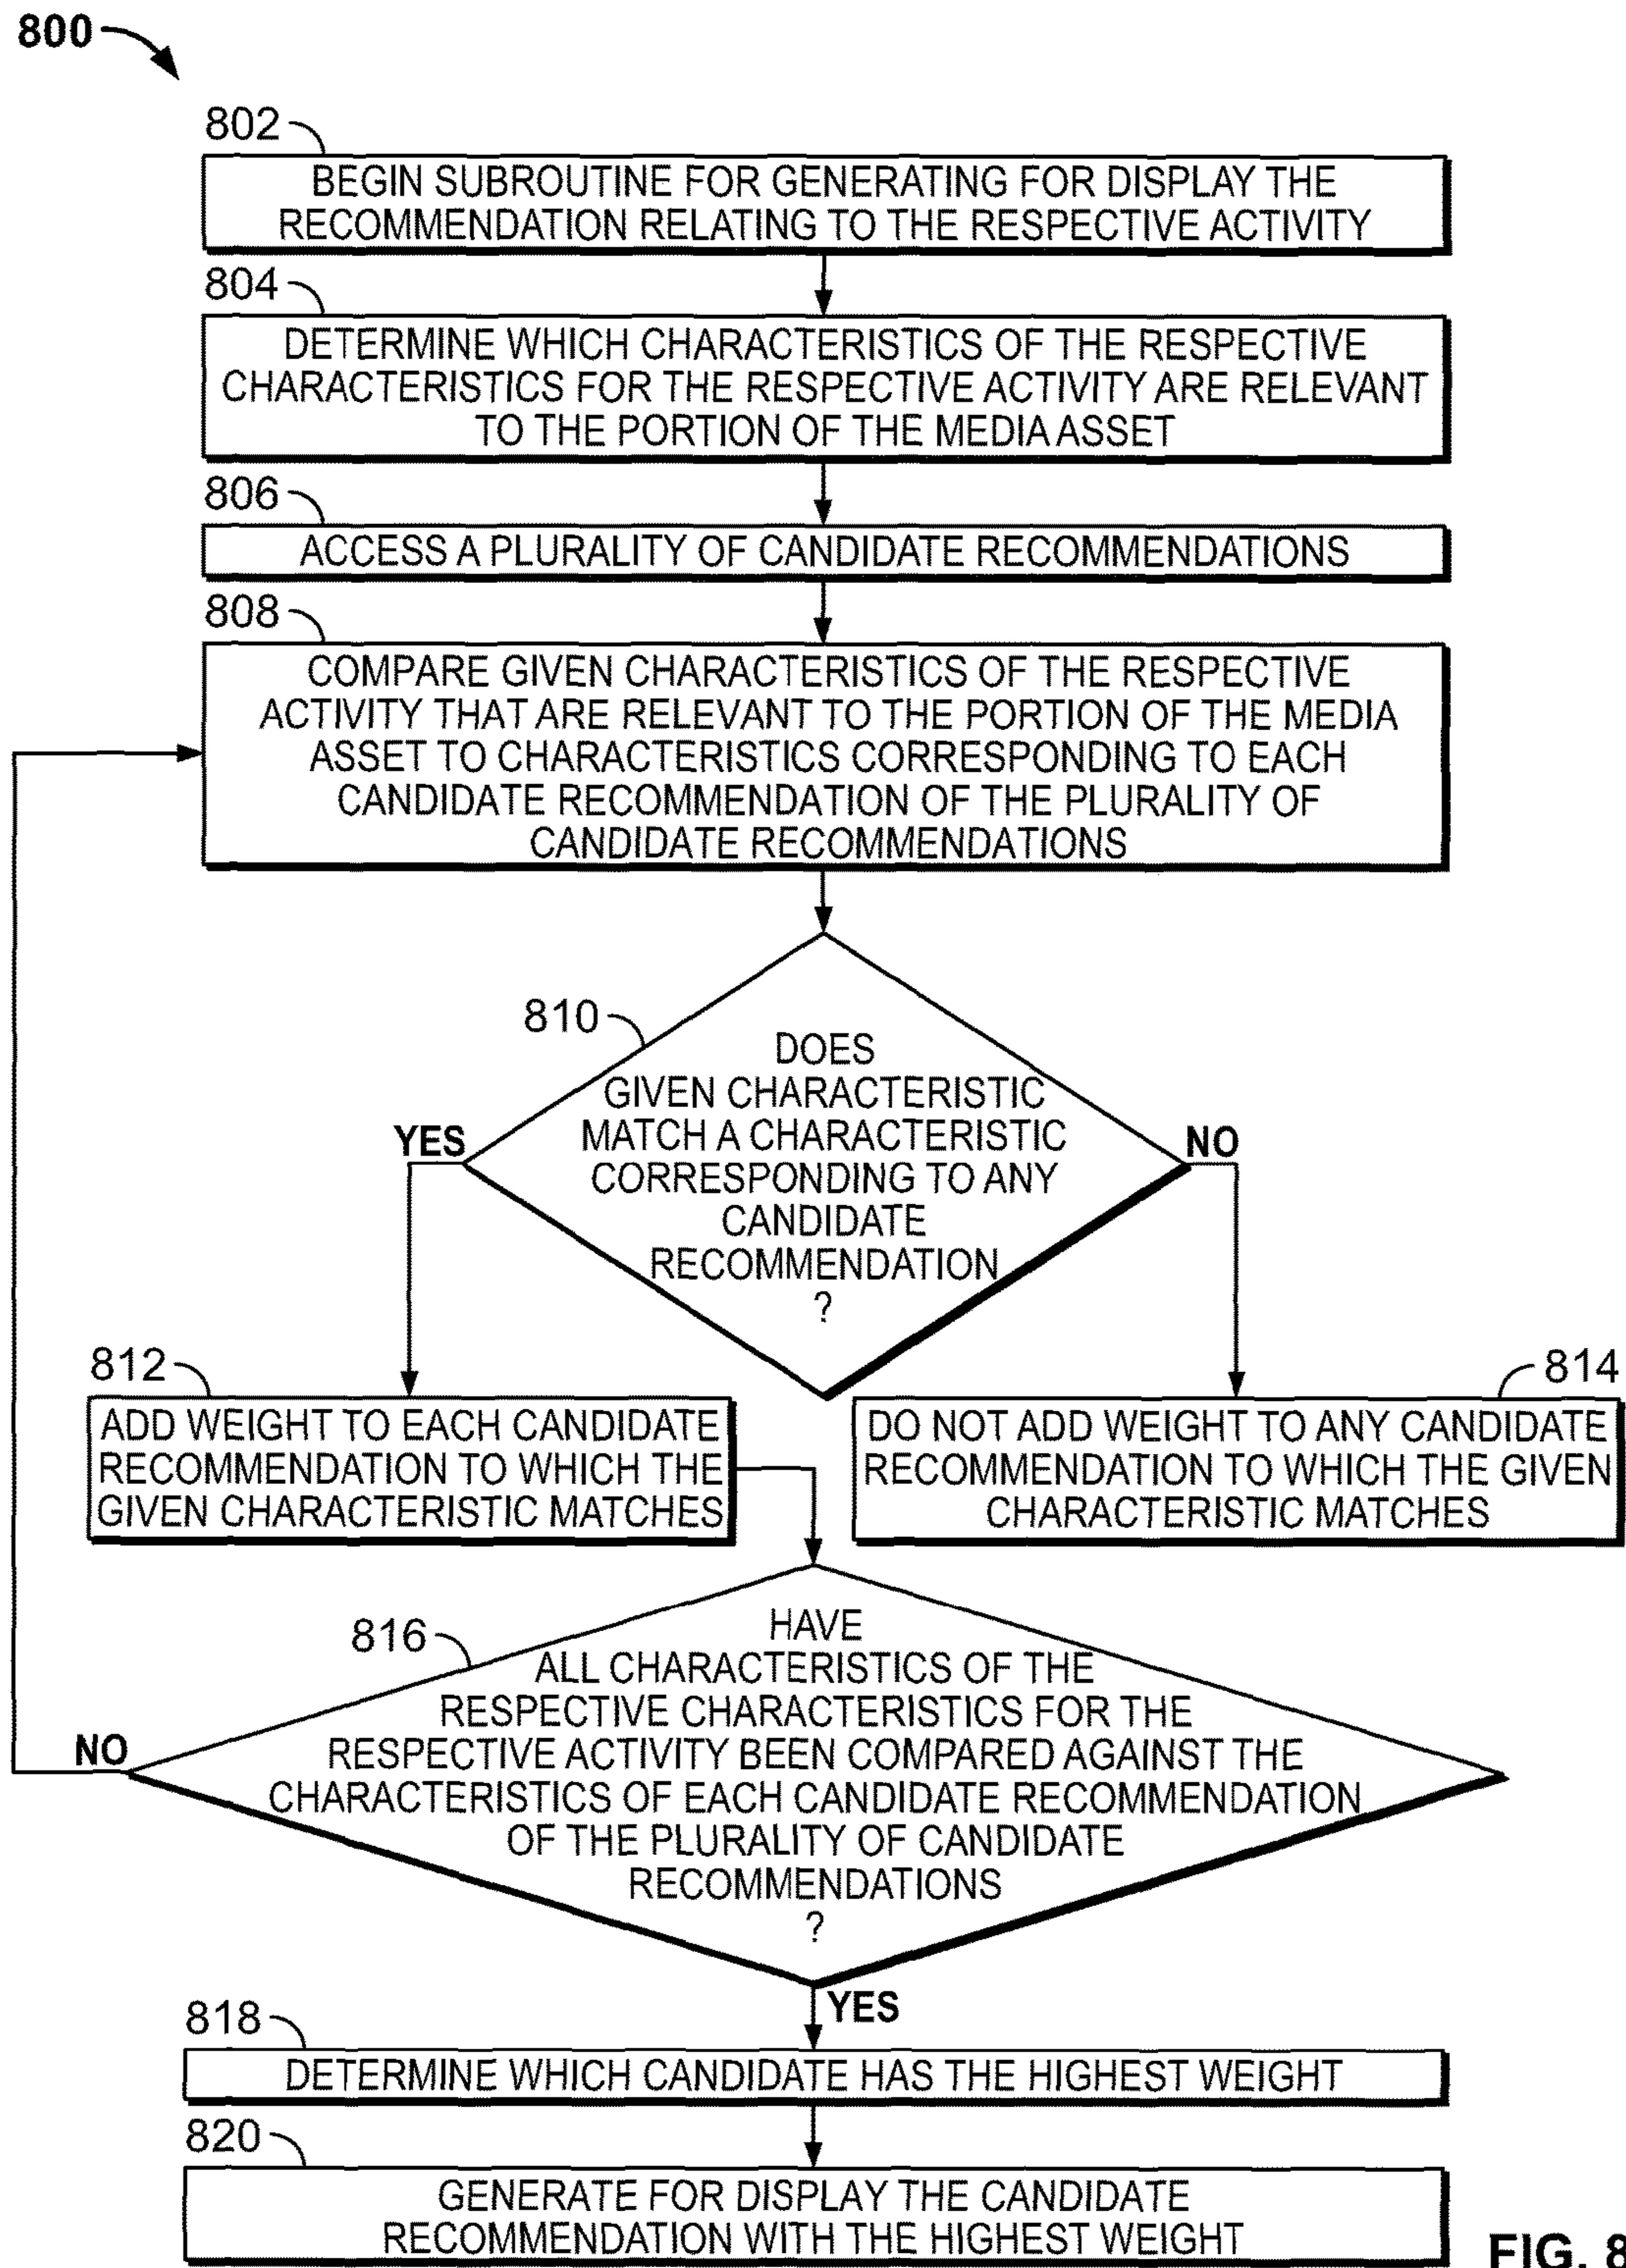 800
802
BEGIN SUBROUTINE FOR GENERATING FOR DISPLAY THE
RECOMMENDATION RELATING TO THE RESPECTIVE ACTIVITY
804
DETERMINE WHICH CHARACTERISTICS OF THE RESPECTIVE
CHARACTERISTICS FOR THE RESPECTIVE ACTIVITY ARE RELEVANT
TO THE PORTION OF THE MEDIA ASSET
806
ACCESS A PLURALITY OF CANDIDATE RECOMMENDATIONS
808
COMPARE GIVEN CHARACTERISTICS OF THE RESPECTIVE
ACTIVITY THAT ARE RELEVANT TO THE PORTION OF THE MEDIA
ASSET TO CHARACTERISTICS CORRESPONDING TO EACH
CANDIDATE RECOMMENDATION OF THE PLURALITY OF
CANDIDATE RECOMMENDATIONS
810
DOES
GIVEN CHARACTERISTIC
MATCH A CHARACTERISTIC
CORRESPONDING TO ANY
CANDIDATE
RECOMMENDATION
?
YES
NO
812
ADD WEIGHT TO EACH CANDIDATE
RECOMMENDATION TO WHICH THE
GIVEN CHARACTERISTIC MATCHES
814
DO NOT ADD WEIGHT TO ANY CANDIDATE
RECOMMENDATION TO WHICH THE GIVEN
CHARACTERISTIC MATCHES
816
HAVE
ALL CHARACTERISTICS OF THE
RESPECTIVE CHARACTERISTICS FOR THE
RESPECTIVE ACTIVITY BEEN COMPARED AGAINST THE
CHARACTERISTICS OF EACH CANDIDATE RECOMMENDATION
OF THE PLURALITY OF CANDIDATE
RECOMMENDATIONS
?
NO
YES
818
DETERMINE WHICH CANDIDATE HAS THE HIGHEST WEIGHT
820
GENERATE FOR DISPLAY THE CANDIDATE
RECOMMENDATION WITH THE HIGHEST WEIGHT
FIG. 8